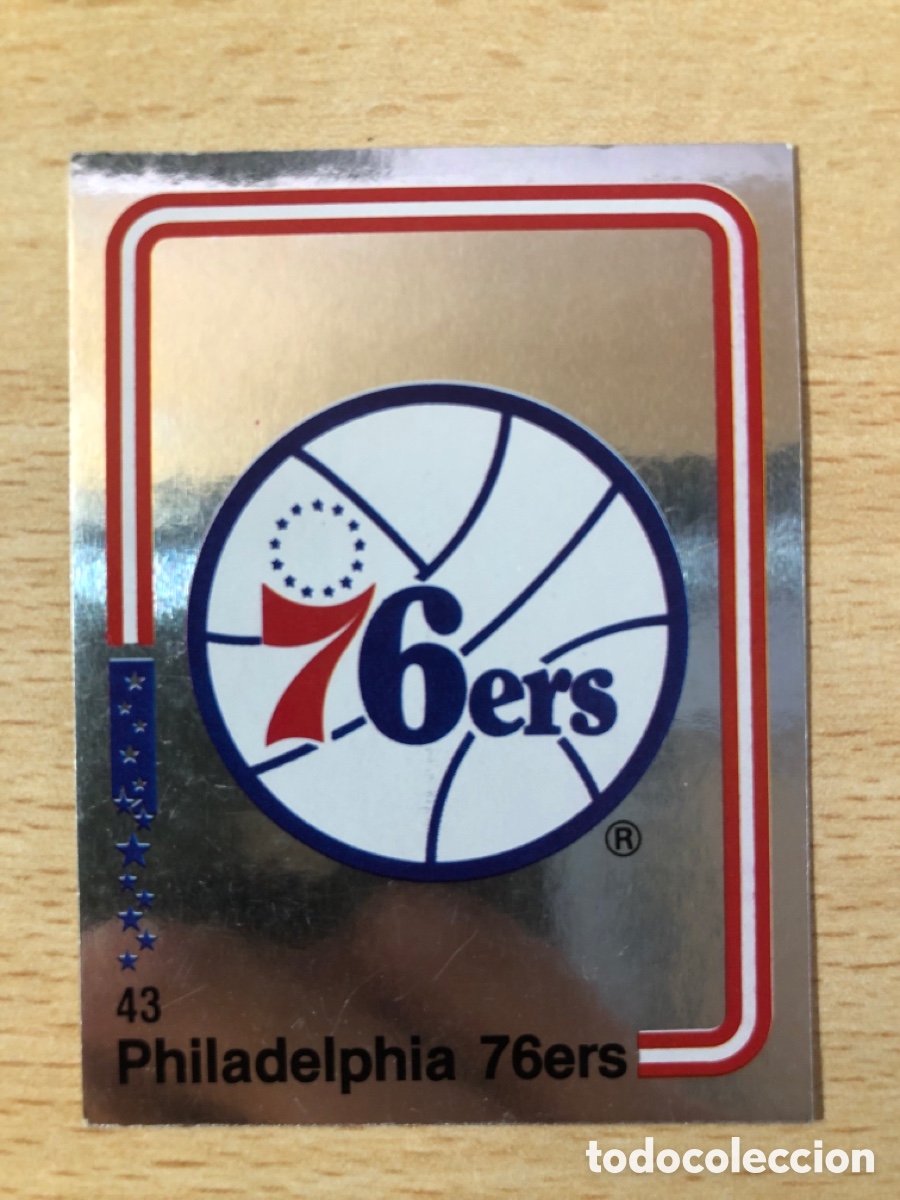 76ers
®
43
Philadelphia 76ers
todocoleccion